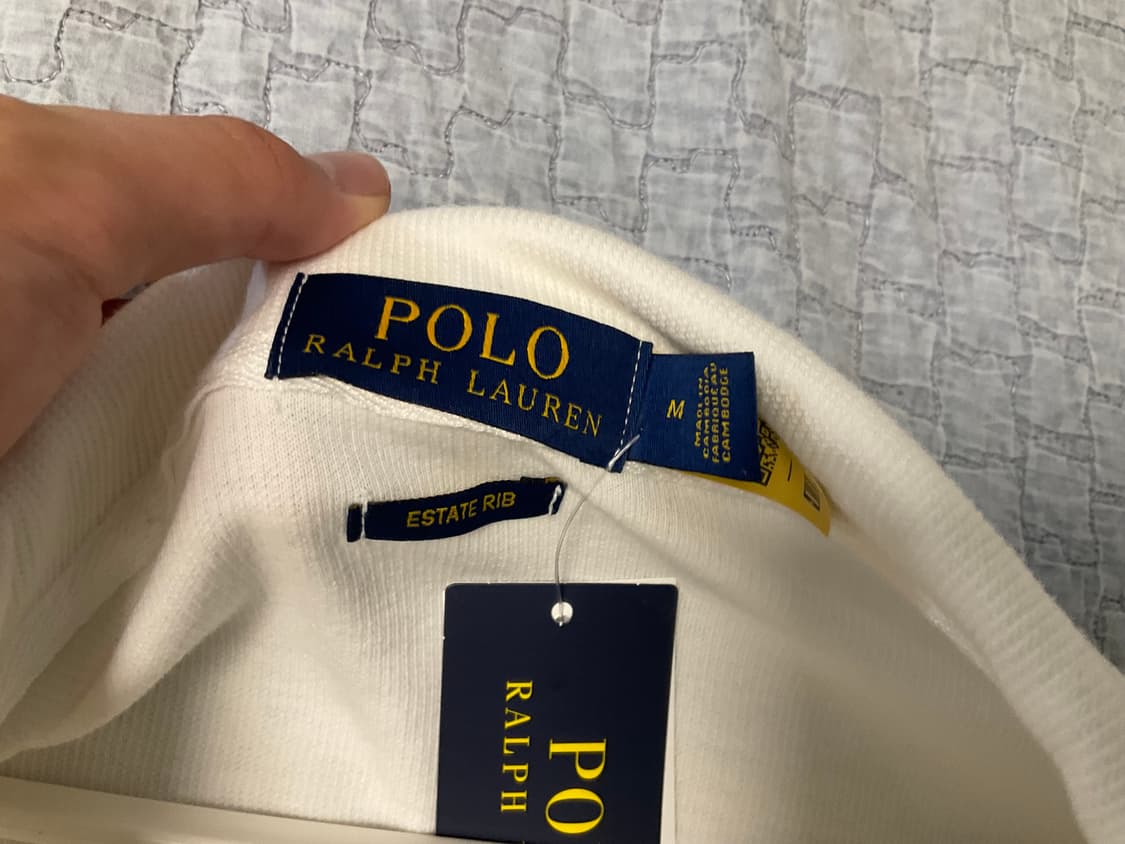 POLO
RALPH LAUREN
M
MADE IN
CAMBODIA
FABRIQUÉ AU
CAMBODGE
ESTATE RIB
PO
RALPH